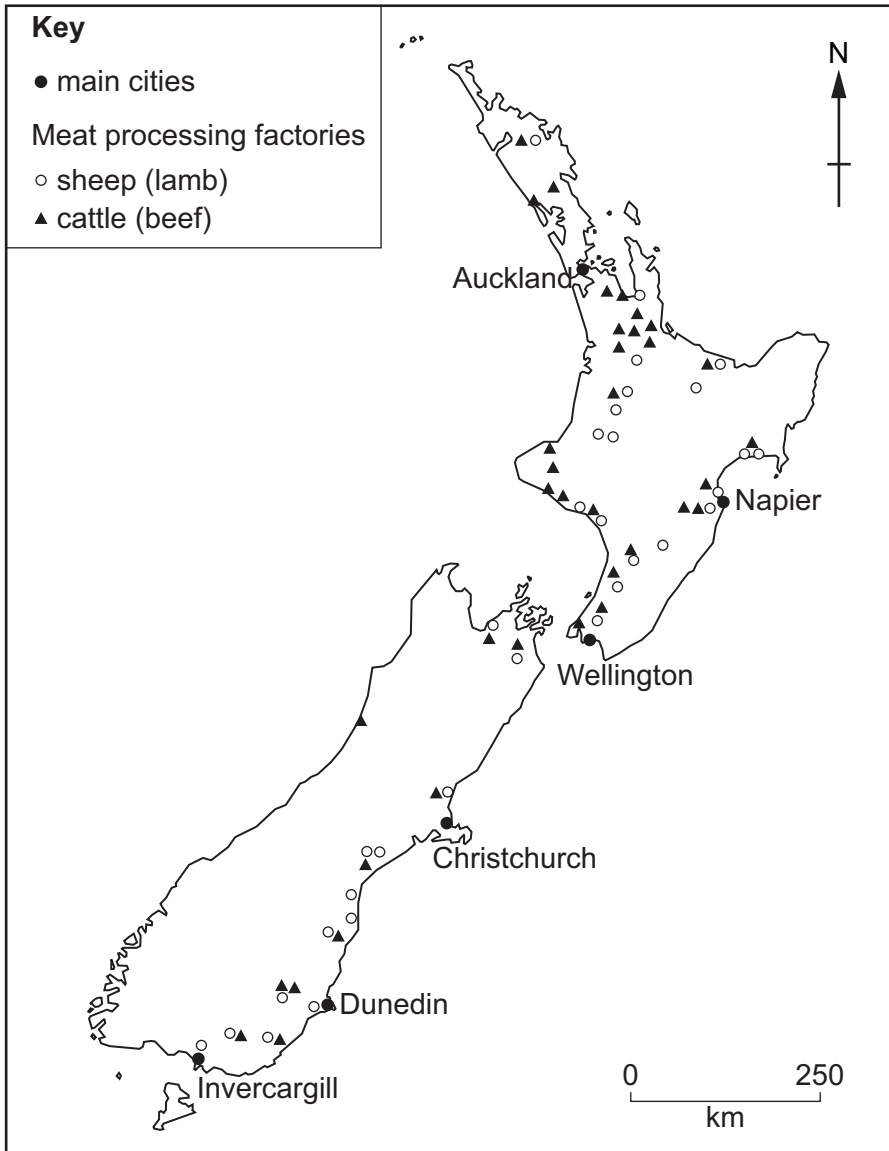 Key
main cities
Meat processing factories
sheep (lamb)
cattle (beef)
N
Auckland
Napier
Wellington
Christchurch
Dunedin
Invercargill
0 250
km